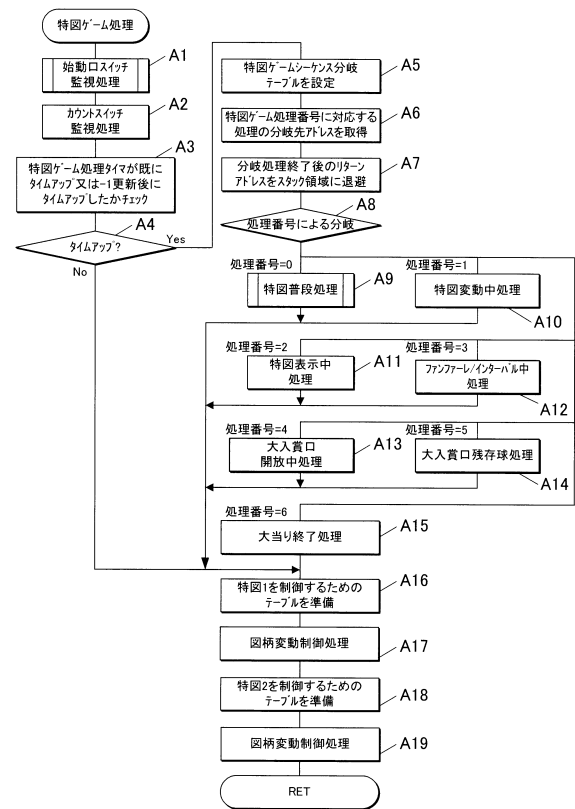 特図ゲーム処理
始動口スイッチ
監視処理
A1
カウントスイッチ
監視処理
A2
特図ゲーム処理タイマが既に
タイムアップ又は-1更新後に
タイムアップしたかチェック
A3
タイムアップ?
A4
Yes
No
特図ゲームシーケンス分岐
テーブルを設定
A5
特図ゲーム処理番号に対応する
処理の分岐先アドレスを取得
A6
分岐処理終了後のリターン
アドレスをスタック領域に退避
A7
処理番号による分岐
A8
処理番号=0
特図普段処理
A9
処理番号=1
特図変動中処理
A10
処理番号=2
特図表示中
処理
A11
処理番号=3
ファンファーレ/インターバル中
処理
A12
処理番号=4
大入賞口
開放中処理
A13
処理番号=5
大入賞口残存球処理
A14
処理番号=6
大当り終了処理
A15
特図1を制御するための
テーブルを準備
A16
図柄変動制御処理
A17
特図2を制御するための
テーブルを準備
A18
図柄変動制御処理
A19
RET